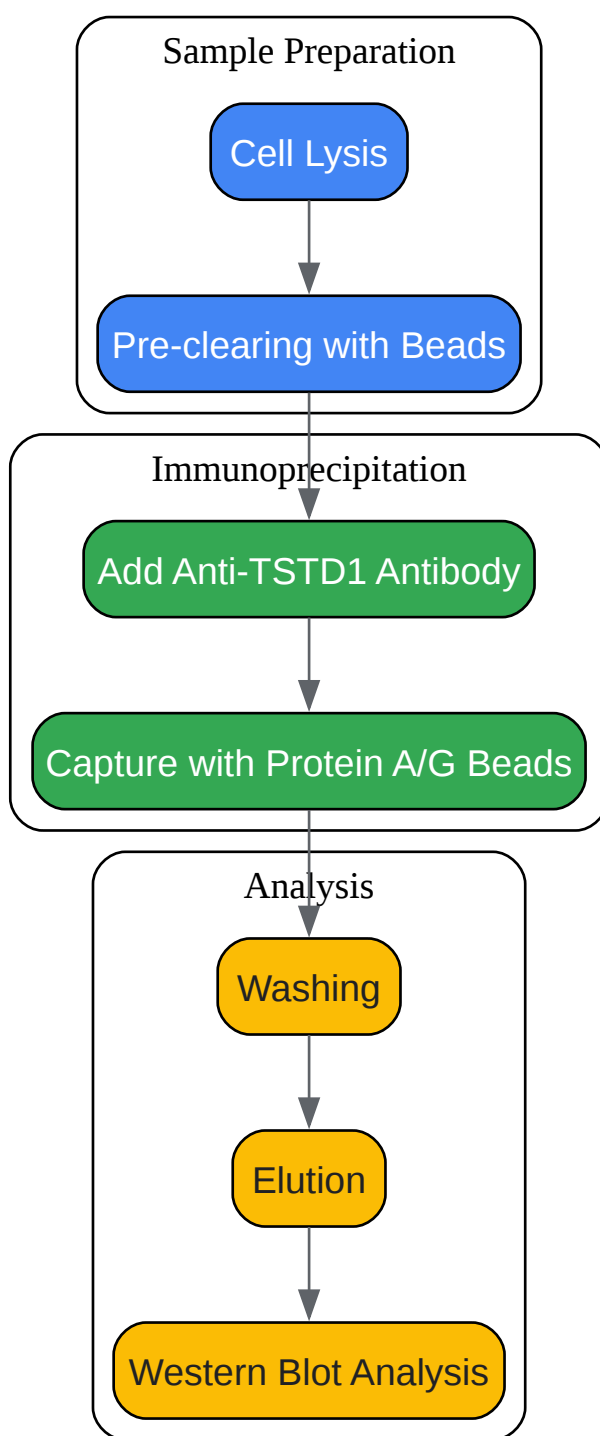 Sample Preparation
Cell Lysis
Pre-clearing with Beads
Immunoprecipitation
Add Anti-TSTD1 Antibody
Capture with Protein A/G Beads
Analysis
Washing
Elution
Western Blot Analysis